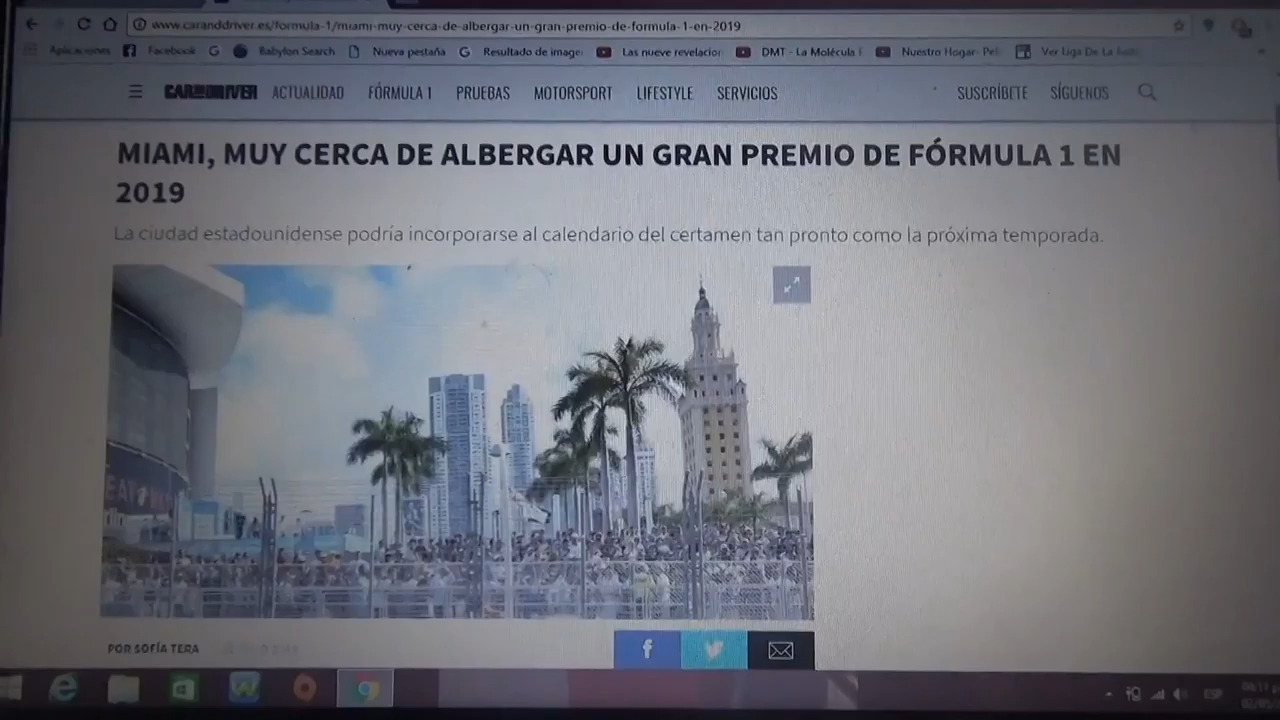 www.caranddriver.es/formula-1/miami-muy-cerca-de-albergar-un-gran-premio-de-formula-1-en-2019
Aplicaciones Facebook Babylon Search Nueva pestaña Resultado de image: Las nueve revelacior DMT - La Molécula Nuestro Hogar- Pel Ver Liga De La
CAR AND DRIVER ACTUALIDAD FÓRMULA 1 PRUEBAS MOTORSPORT LIFESTYLE SERVICIOS SUSCRÍBETE SÍGUENOS
MIAMI, MUY CERCA DE ALBERGAR UN GRAN PREMIO DE FÓRMULA 1 EN
2019
La ciudad estadounidense podría incorporarse al calendario del certamen tan pronto como la próxima temporada.
POR SOFÍA TERA
ESP